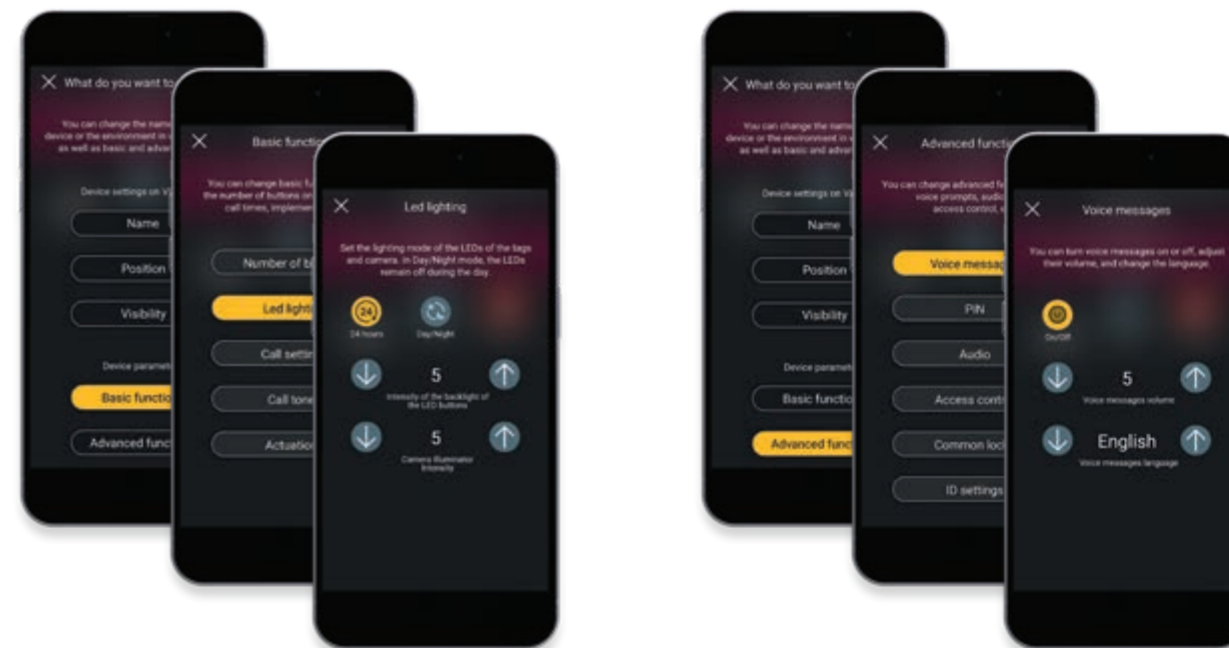 What do you want to
You can change the name
device or the environment in
as well as basic and advan
Device settings on
Name
Position
Visibility
Device paramet
Basic functio
Advanced func
Basic functio
You can change basic
the number of buttons on
call times,
Number of b
Led lighti
Call settin
Call tone
Actuatio
Led lighting
Set the lighting mode of the LEDs of the tags
and camera. In Day/Night mode, the LEDs
remain off during the day.
24
24 hours
Day/Night
5
Intensity of the backlight of
the LED buttons
5
Camera Illuminator
Intensity
What do you want to
You can change the name
device or the environment in
as well as basic and advan
Device settings on
Name
Position
Visibility
Device paramet
Basic functio
Advanced func
Advanced functio
You can change advanced fe
voice prompts, audio
access control,
Voice messag
PIN
Audio
Access contr
Common loc
ID settings
Voice messages
You can turn voice messages on or off, adjust
their volume, and change the language.
On/Off
5
Voice messages volume
English
Voice messages language